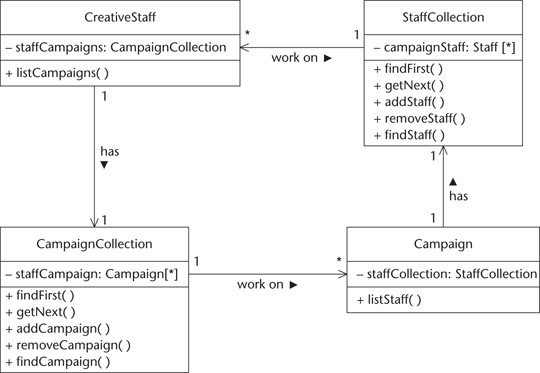 CreativeStaff
– staffCampaigns: CampaignCollection
+ listCampaigns( )
StaffCollection
– campaignStaff: Staff [*]
+ findFirst( )
+ getNext( )
+ addStaff( )
+ removeStaff( )
+ findStaff( )
*
1
work on ►
1
has
▼
1
1
▲
has
1
CampaignCollection
– staffCampaign: Campaign[*]
+ findFirst( )
+ getNext( )
+ addCampaign( )
+ removeCampaign( )
+ findCampaign( )
1
*
work on ►
Campaign
– staffCollection: StaffCollection
+ listStaff( )